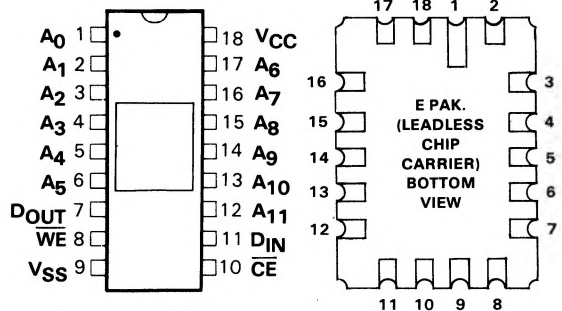 A0 1 18 VCC
A1 2 17 A6
A2 3 16 A7
A3 4 15 A8
A4 5 14 A9
A5 6 13 A10
DOUT 7 12 A11
WE 8 11 DIN
VSS 9 10 CE
17 18 1 2
16 3
15 4
14 5
13 6
12 7
11 10 9 8
E PAK.
(LEADLESS
CHIP
CARRIER)
BOTTOM
VIEW